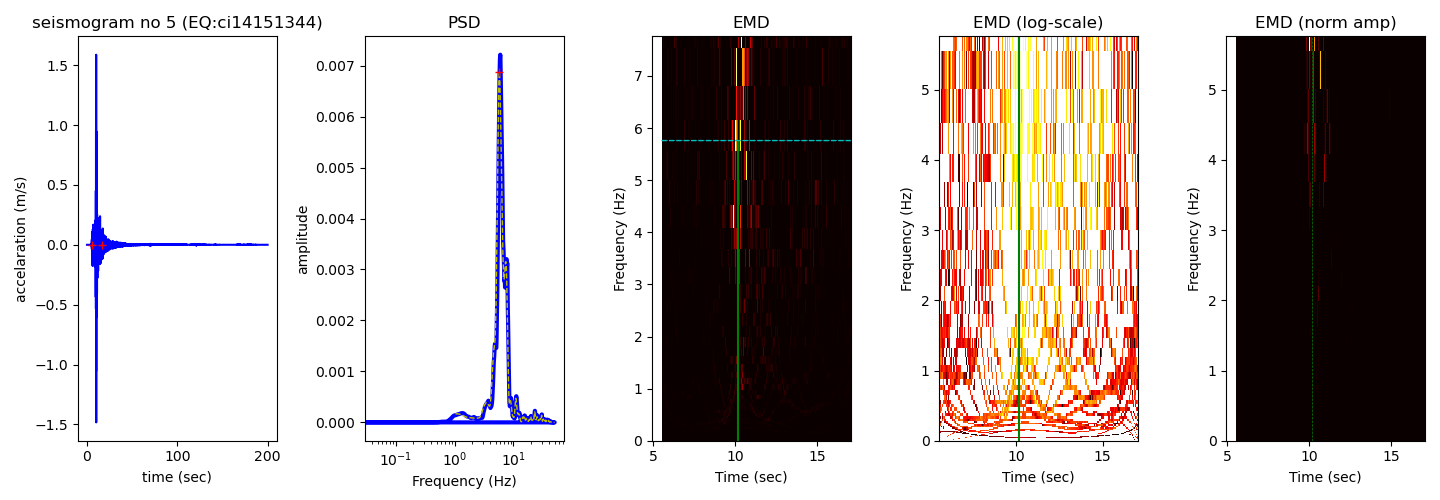 seismogram no 5 (EQ:ci14151344)
accelaration (m/s)
1.5
1.0
0.5
0.0
−0.5
−1.0
−1.5
0 100 200
time (sec)
PSD
amplitude
0.007
0.006
0.005
0.004
0.003
0.002
0.001
0.000
10⁻¹ 10⁰ 10¹
Frequency (Hz)
EMD
Frequency (Hz)
7
6
5
4
3
2
1
0
5 10 15
Time (sec)
EMD (log-scale)
Frequency (Hz)
5
4
3
2
1
0
10 15
Time (sec)
EMD (norm amp)
Frequency (Hz)
5
4
3
2
1
0
5 10 15
Time (sec)